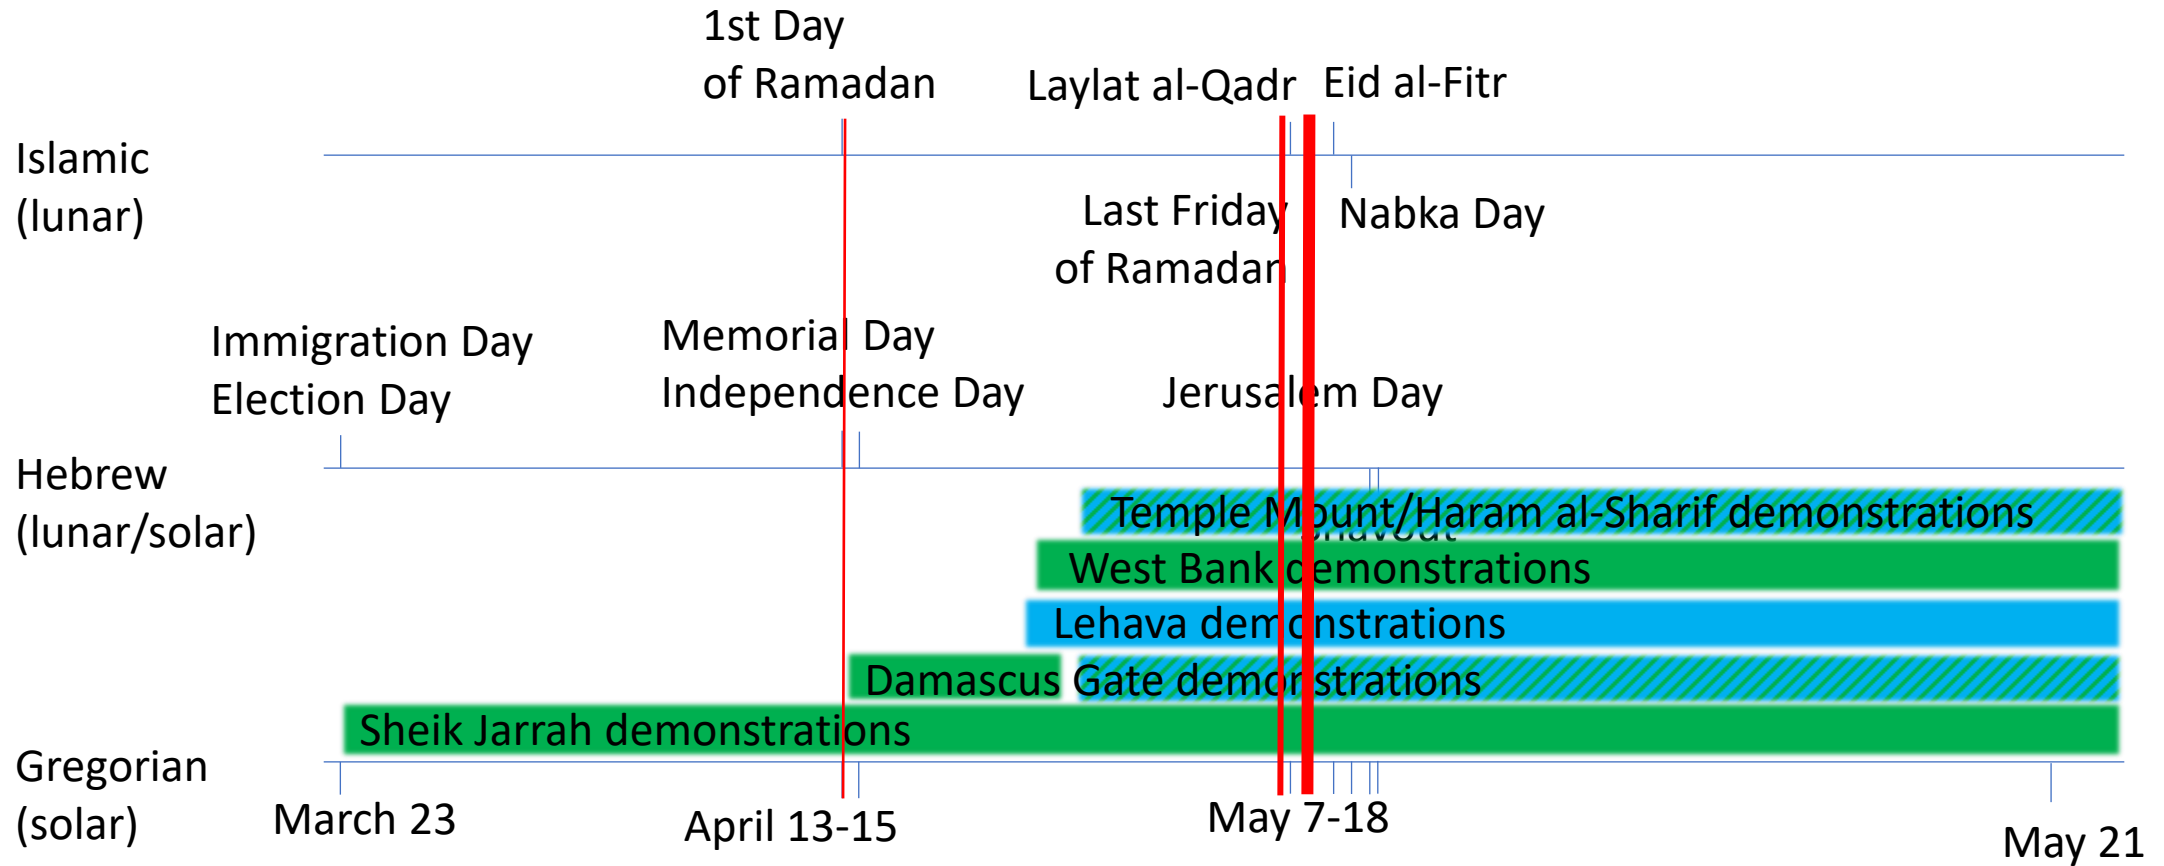 1st Day
of Ramadan
Laylat al-Qadr
Eid al-Fitr
Islamic
(lunar)
Last Friday
of Ramadan
Nabka Day
Immigration Day
Election Day
Memorial Day
Independence Day
Jerusalem Day
Hebrew
(lunar/solar)
Temple Mount/Haram al-Sharif demonstrations
West Bank demonstrations
Lehava demonstrations
Damascus Gate demonstrations
Sheik Jarrah demonstrations
Gregorian
(solar)
March 23
April 13-15
May 7-18
May 21